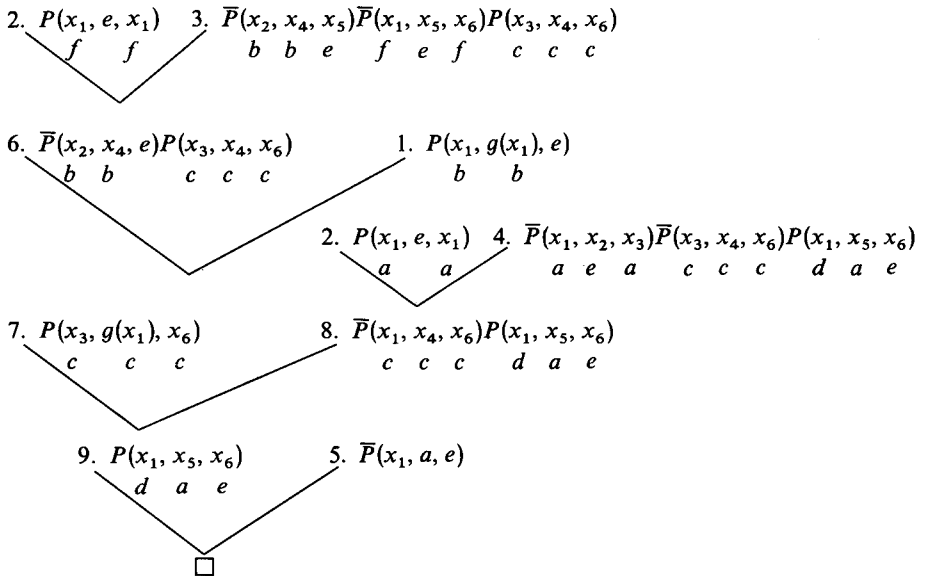 2. P(x₁, e, x₁) 3. P̅(x₂, x₄, x₅)P̅(x₁, x₅, x₆)P(x₃, x₄, x₆)
f f b b e f e f c c c
6. P̅(x₂, x₄, e)P(x₃, x₄, x₆) 1. P(x₁, g(x₁), e)
b b c c c b b
2. P(x₁, e, x₁) 4. P̅(x₁, x₂, x₃)P̅(x₃, x₄, x₆)P(x₁, x₅, x₆)
a a a e a c c c d a e
7. P(x₃, g(x₁), x₆) 8. P̅(x₁, x₄, x₆)P(x₁, x₅, x₆)
c c c c c c d a e
9. P(x₁, x₅, x₆) 5. P̅(x₁, a, e)
d a e